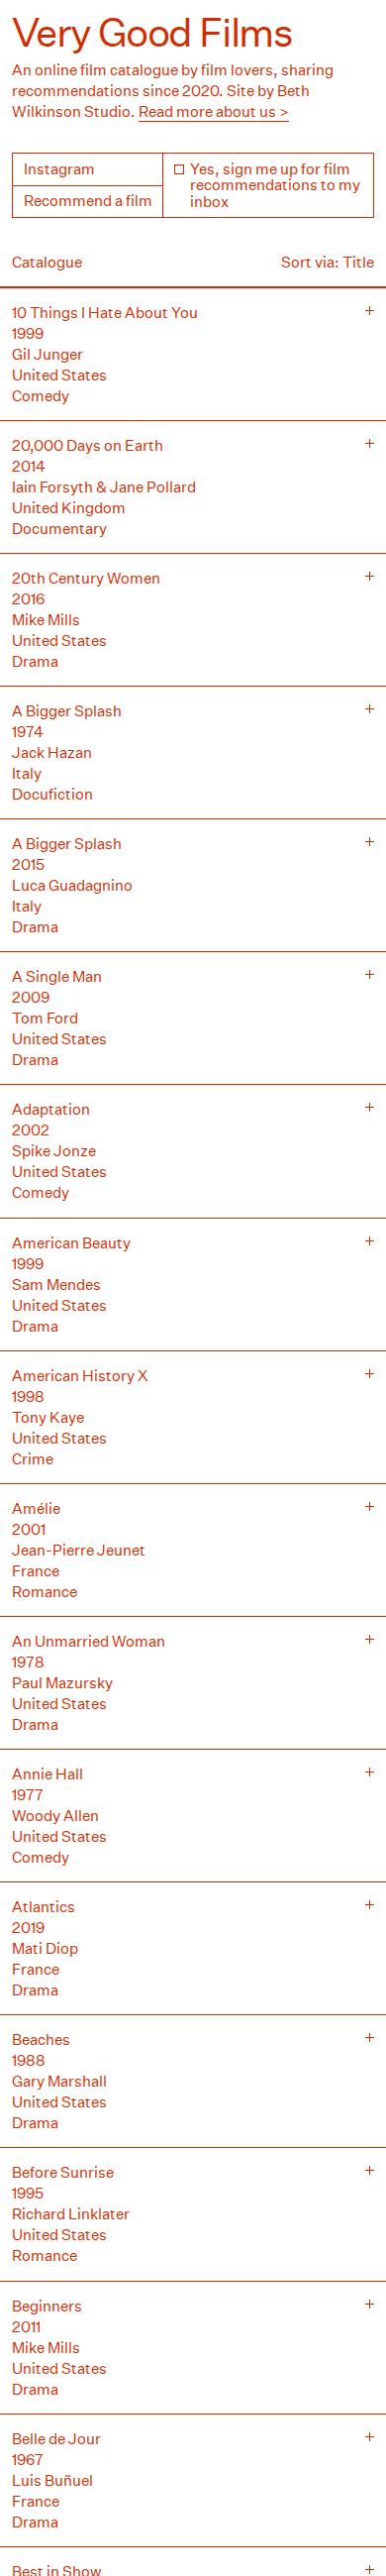 Very Good Films
An online film catalogue by film lovers, sharing
recommendations since 2020. Site by Beth
Wilkinson Studio. Read more about us >
Instagram
Recommend a film
Yes, sign me up for film
recommendations to my
inbox
Catalogue
Sort via: Title
10 Things I Hate About You
1999
Gil Junger
United States
Comedy
20,000 Days on Earth
2014
Iain Forsyth & Jane Pollard
United Kingdom
Documentary
20th Century Women
2016
Mike Mills
United States
Drama
A Bigger Splash
1974
Jack Hazan
Italy
Docufiction
A Bigger Splash
2015
Luca Guadagnino
Italy
Drama
A Single Man
2009
Tom Ford
United States
Drama
Adaptation
2002
Spike Jonze
United States
Comedy
American Beauty
1999
Sam Mendes
United States
Drama
American History X
1998
Tony Kaye
United States
Crime
Amélie
2001
Jean-Pierre Jeunet
France
Romance
An Unmarried Woman
1978
Paul Mazursky
United States
Drama
Annie Hall
1977
Woody Allen
United States
Comedy
Atlantics
2019
Mati Diop
France
Drama
Beaches
1988
Gary Marshall
United States
Drama
Before Sunrise
1995
Richard Linklater
United States
Romance
Beginners
2011
Mike Mills
United States
Drama
Belle de Jour
1967
Luis Buñuel
France
Drama
Best in Show